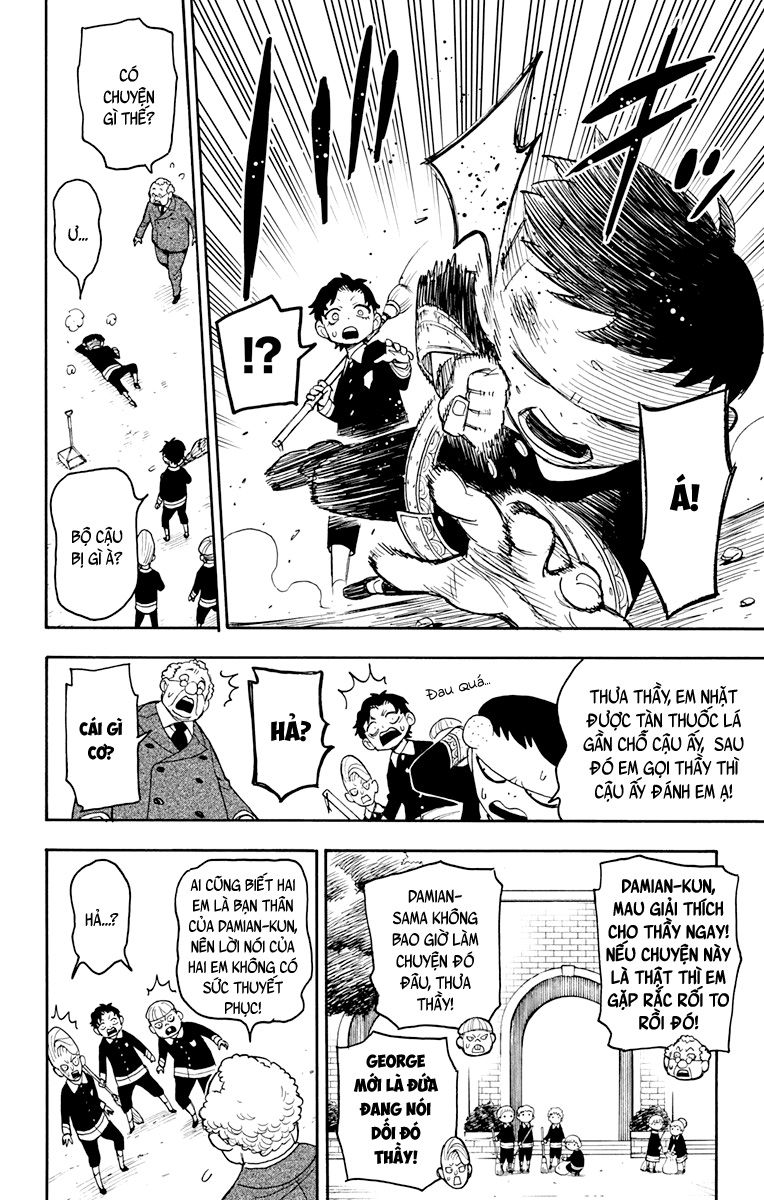 Á!
!?
CÓ
CHUYỆN
GÌ THẾ?
Ư...
BỘ CẬU
BỊ GÌ À?
THƯA THẦY, EM NHẶT
ĐƯỢC TÀN THUỐC LÁ
GẦN CHỖ CẬU ẤY, SAU
ĐÓ EM GỌI THẦY THÌ
CẬU ẤY ĐÁNH EM Ạ!
Đau quá...
HẢ?
CÁI GÌ
CƠ?
DAMIAN-KUN,
MAU GIẢI THÍCH
CHO THẦY NGAY!
NẾU CHUYỆN NÀY
LÀ THẬT THÌ EM
GẶP RẮC RỐI TO
RỒI ĐÓ!
DAMIAN-
SAMA KHÔNG
BAO GIỜ LÀM
CHUYỆN ĐÓ
ĐÂU, THƯA
THẦY!
GEORGE
MỚI LÀ ĐỨA
ĐANG NÓI
DỐI ĐÓ
THẦY!
AI CŨNG BIẾT HAI
EM LÀ BẠN THÂN
CỦA DAMIAN-KUN,
NÊN LỜI NÓI CỦA
HAI EM KHÔNG CÓ
SỨC THUYẾT
PHỤC!
HẢ...?